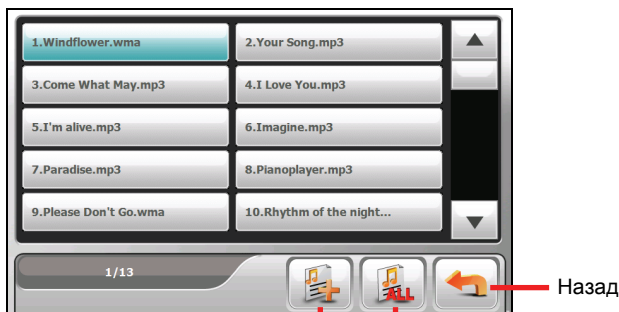 1.Windflower.wma 2.Your Song.mp3
3.Come What May.mp3 4.I Love You.mp3
5.I'm alive.mp3 6.Imagine.mp3
7.Paradise.mp3 8.Pianoplayer.mp3
9.Please Don't Go.wma 10.Rhythm of the night...
1/13 ALL Назад